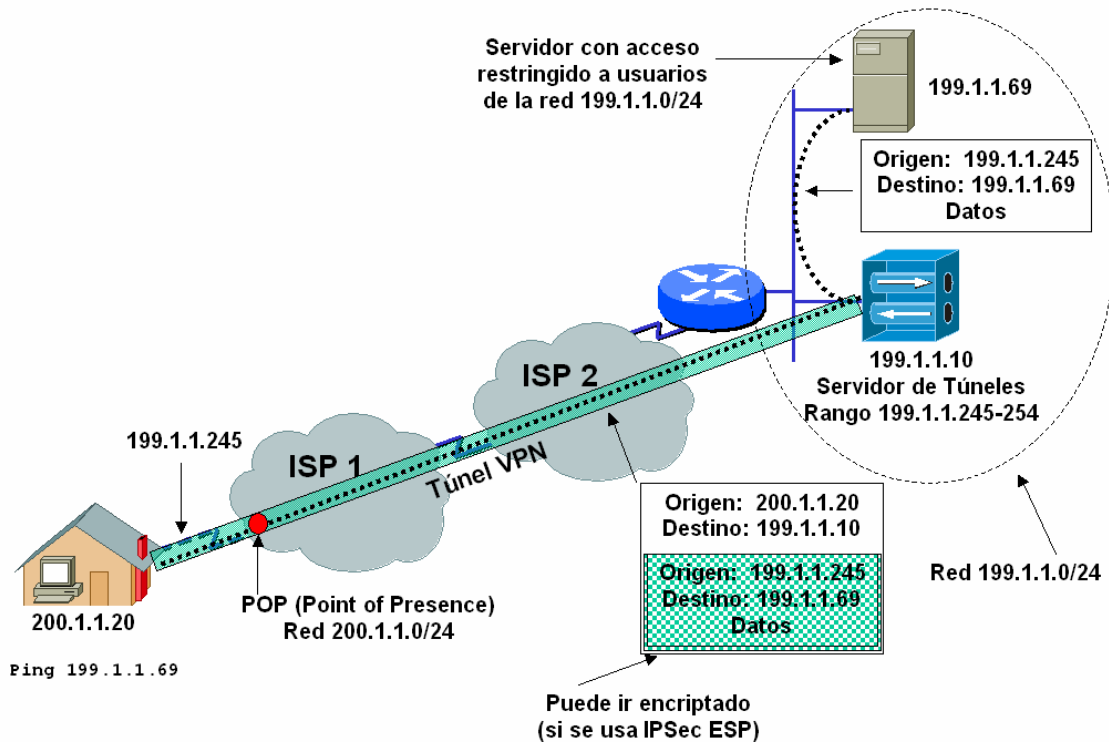 Servidor con acceso
restringido a usuarios
de la red 199.1.1.0/24
199.1.1.69
Origen: 199.1.1.245
Destino: 199.1.1.69
Datos
199.1.1.10
Servidor de Túneles
Rango 199.1.1.245-254
ISP 2
ISP 1
Túnel VPN
199.1.1.245
Origen: 200.1.1.20
Destino: 199.1.1.10
Origen: 199.1.1.245
Destino: 199.1.1.69
Datos
Red 199.1.1.0/24
POP (Point of Presence)
Red 200.1.1.0/24
200.1.1.20
Ping 199.1.1.69
Puede ir encriptado
(si se usa IPSec ESP)